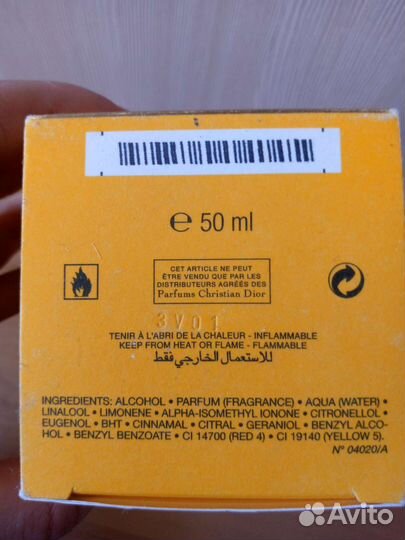 ℮ 50 ml
CET ARTICLE NE PEUT
ÊTRE VENDU QUE PAR LES
DISTRIBUTEURS AGRÉÉS DES
Parfums Christian Dior
3V01
TENIR À L'ABRI DE LA CHALEUR - INFLAMMABLE
KEEP FROM HEAT OR FLAME - FLAMMABLE
للاستعمال الخارجي فقط
INGREDIENTS: ALCOHOL • PARFUM (FRAGRANCE) • AQUA (WATER) •
LINALOOL • LIMONENE • ALPHA-ISOMETHYL IONONE • CITRONELLOL •
EUGENOL • BHT • CINNAMAL • CITRAL • GERANIOL • BENZYL ALCO-
HOL • BENZYL BENZOATE • CI 14700 (RED 4) • CI 19140 (YELLOW 5).
N° 04020/A
Avito